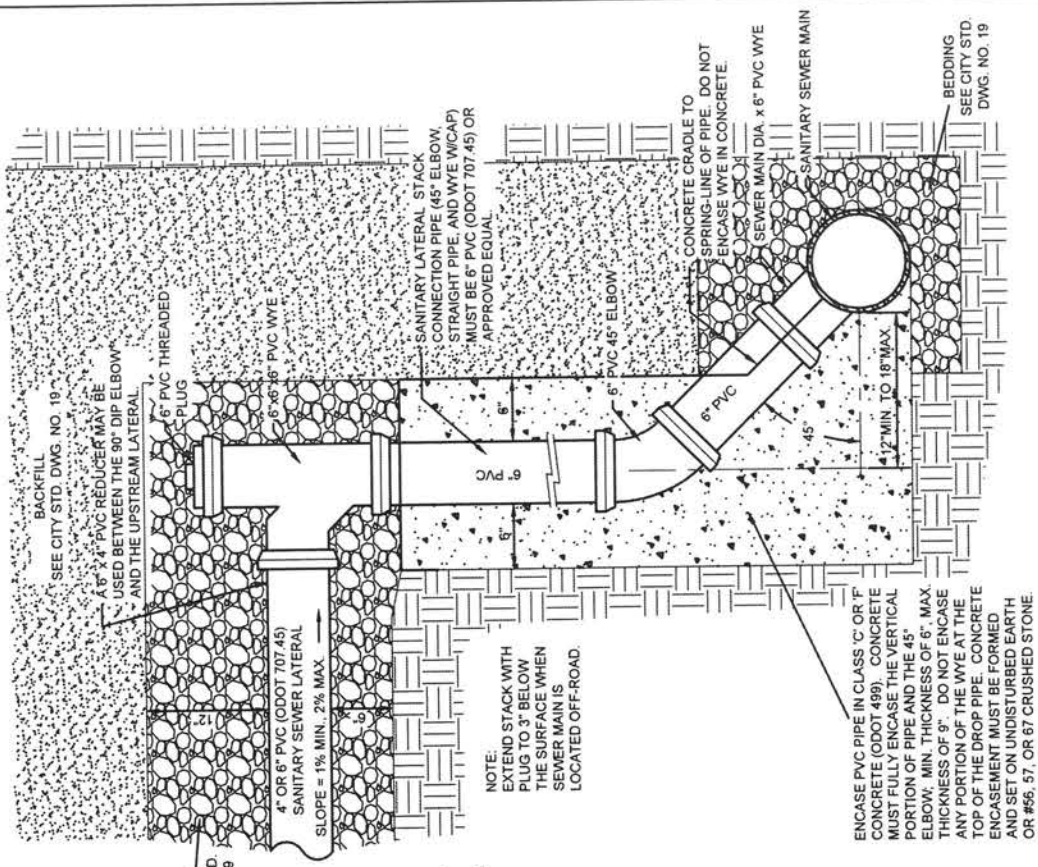 BACKFILL
SEE CITY STD. DWG. NO. 19
A 6" x 4" PVC REDUCER MAY BE
USED BETWEEN THE 90° DIP ELBOW
AND THE UPSTREAM LATERAL.
6" PVC THREADED
PLUG
6" x6"x6" PVC WYE
D.
9
12"
6"
4" OR 6" PVC (ODOT 707.45)
SANITARY SEWER LATERAL
SLOPE = 1% MIN. 2% MAX.
SANITARY LATERAL STACK
CONNECTION PIPE (45° ELBOW,
STRAIGHT PIPE, AND WYE W/CAP)
MUST BE 6" PVC (ODOT 707.45) OR
APPROVED EQUAL
6"
6" PVC
6"
NOTE:
EXTEND STACK WITH
PLUG TO 3" BELOW
THE SURFACE WHEN
SEWER MAIN IS
LOCATED OFF-ROAD.
6" PVC 45° ELBOW
CONCRETE CRADLE TO
SPRING-LINE OF PIPE. DO NOT
ENCASE WYE IN CONCRETE.
SEWER MAIN DIA. x 6" PVC WYE
SANITARY SEWER MAIN
6" PVC
45°
12"MIN. TO 18"MAX.
BEDDING
SEE CITY STD.
DWG. NO. 19
ENCASE PVC PIPE IN CLASS 'C' OR 'F'
CONCRETE (ODOT 499). CONCRETE
MUST FULLY ENCASE THE VERTICAL
PORTION OF PIPE AND THE 45°
ELBOW; MIN. THICKNESS OF 6", MAX.
THICKNESS OF 9". DO NOT ENCASE
ANY PORTION OF THE WYE AT THE
TOP OF THE DROP PIPE. CONCRETE
ENCASEMENT MUST BE FORMED
AND SET ON UNDISTURBED EARTH
OR #56, 57, OR 67 CRUSHED STONE.